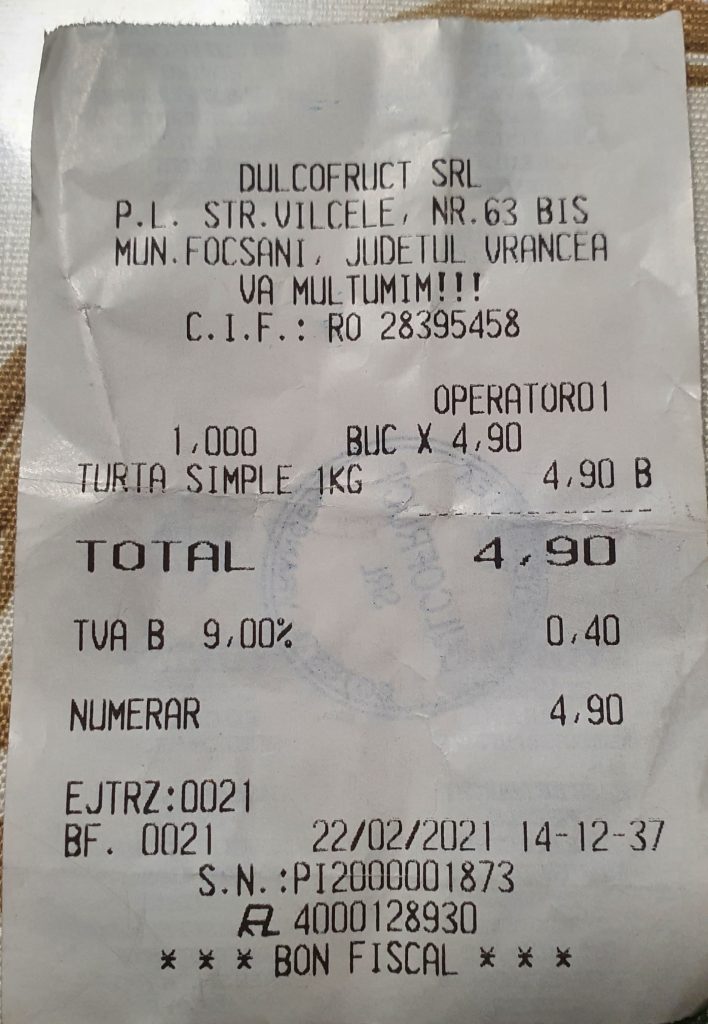 DULCOFRUCT SRL
P.L. STR.VILCELE, NR.63 BIS
MUN.FOCSANI, JUDETUL VRANCEA
VA MULTUMIM!!!
C.I.F.: RO 28395458
OPERATOR01
1,000 BUC X 4,90
TURTA SIMPLE 1KG 4,90 B
TOTAL 4,90
TVA B 9,00% 0,40
NUMERAR 4,90
EJTRZ:0021
BF. 0021 22/02/2021 14-12-37
S.N.:PI2000001873
4000128930
* * * BON FISCAL * * *